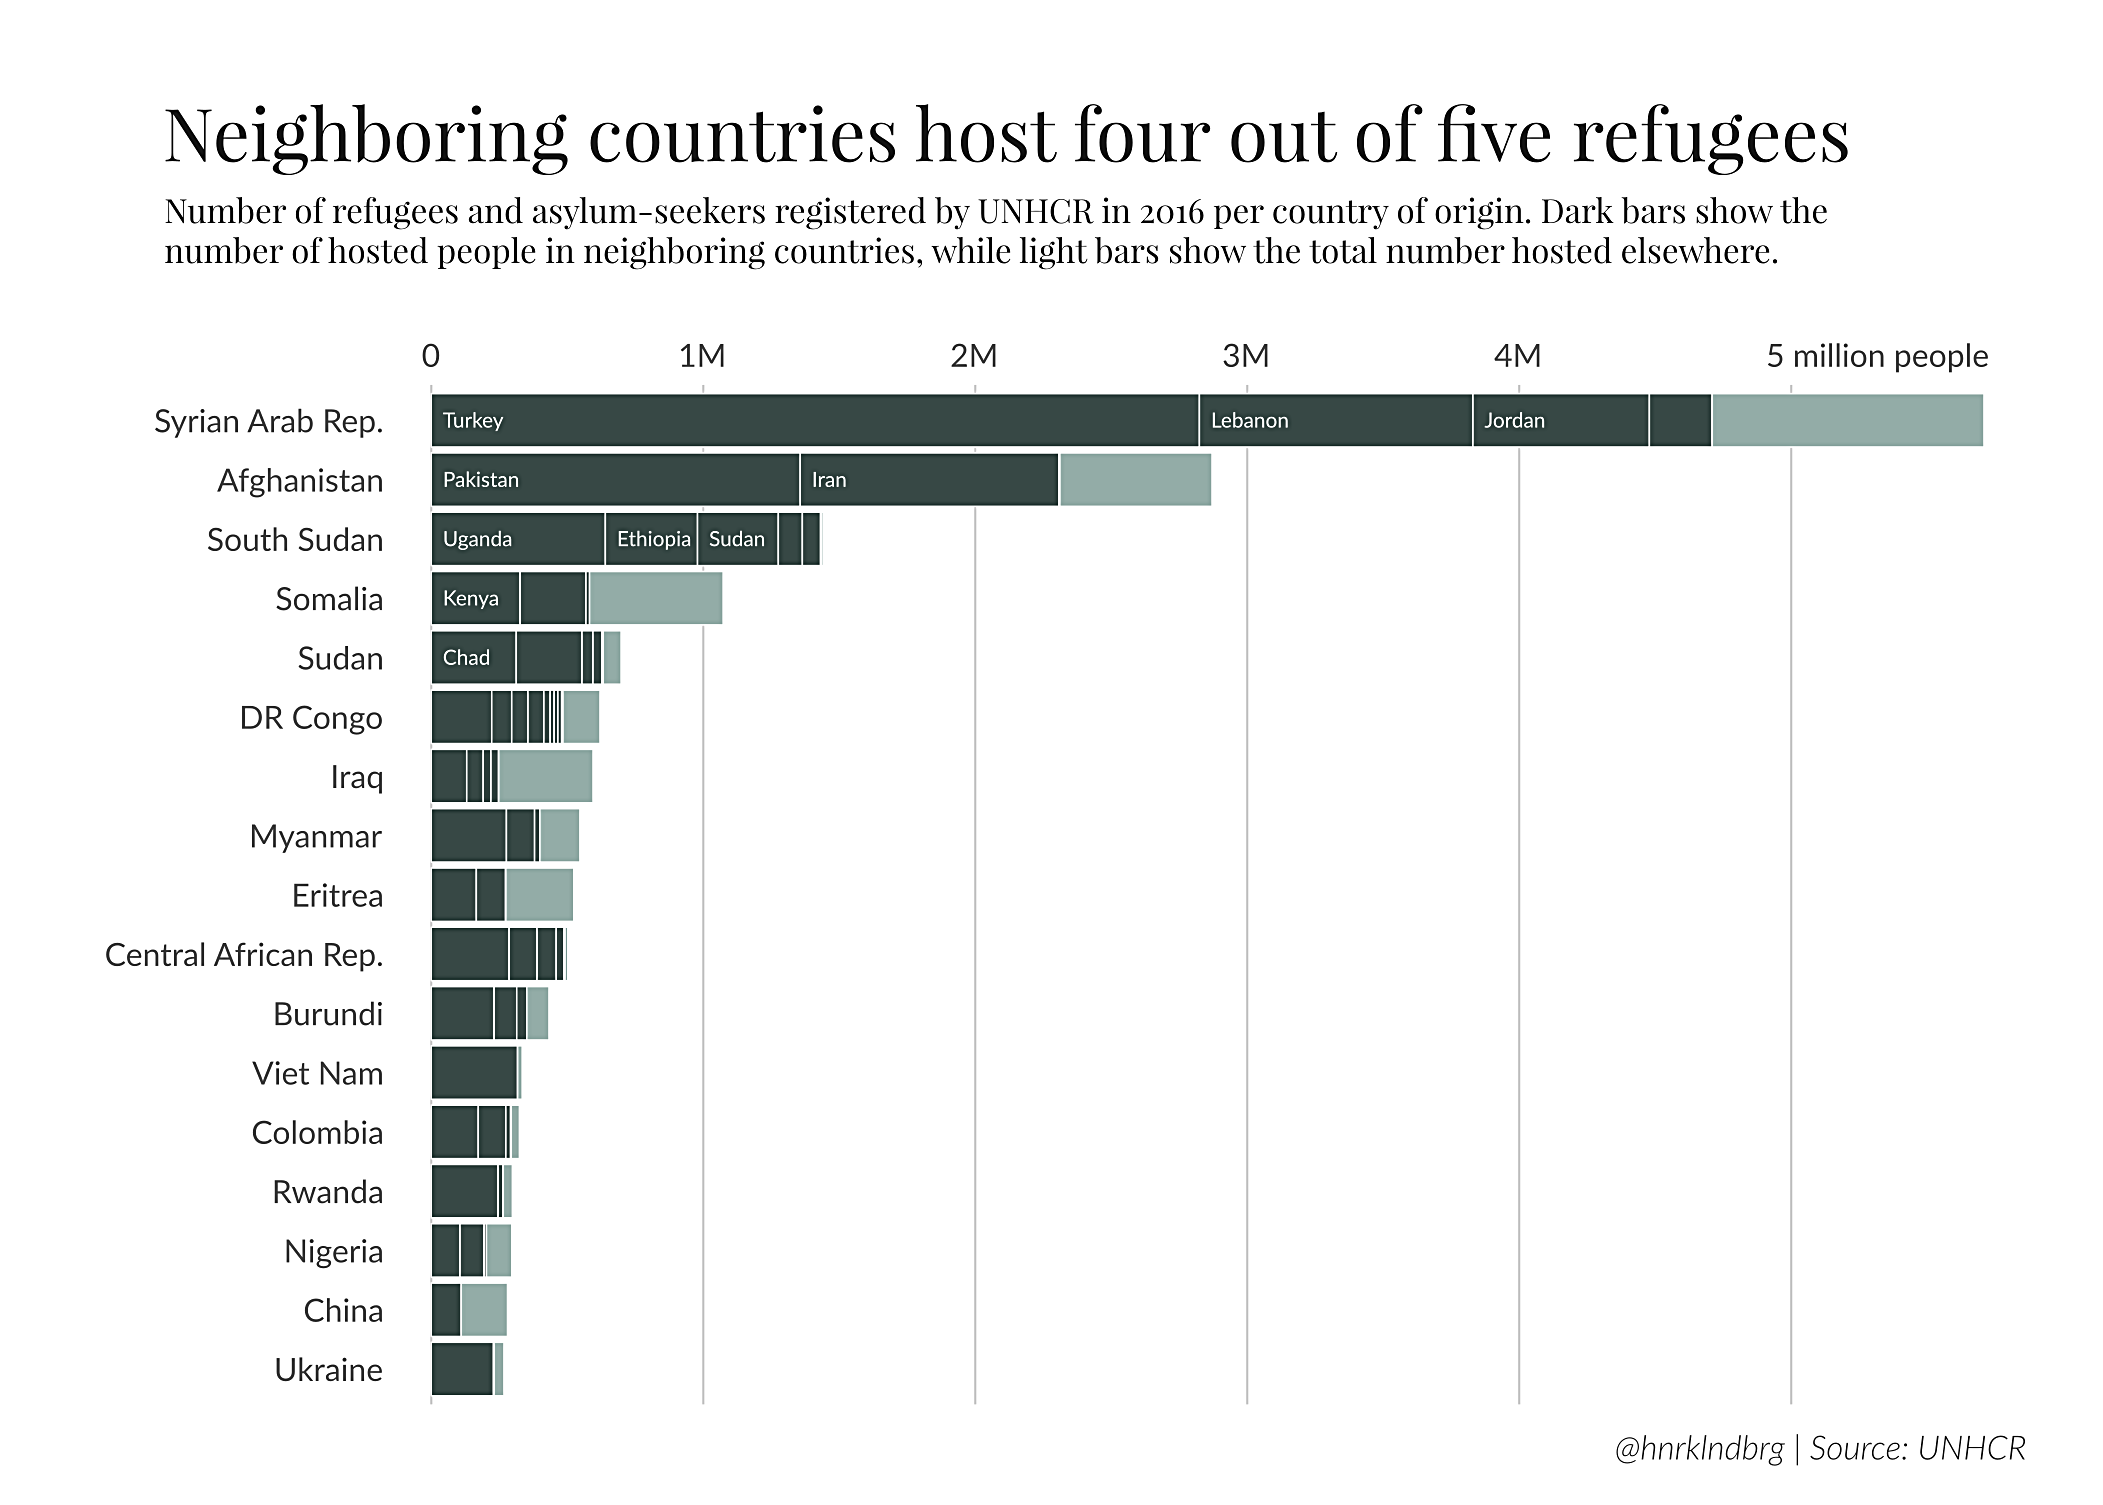 Neighboring countries host four out of five refugees
Number of refugees and asylum-seekers registered by UNHCR in 2016 per country of origin. Dark bars show the
number of hosted people in neighboring countries, while light bars show the total number hosted elsewhere.
0 1M 2M 3M 4M 5 million people
Syrian Arab Rep. Turkey Lebanon Jordan
Afghanistan Pakistan Iran
South Sudan Uganda Ethiopia Sudan
Somalia Kenya
Sudan Chad
DR Congo
Iraq
Myanmar
Eritrea
Central African Rep.
Burundi
Viet Nam
Colombia
Rwanda
Nigeria
China
Ukraine
@hnrklndbrg | Source: UNHCR